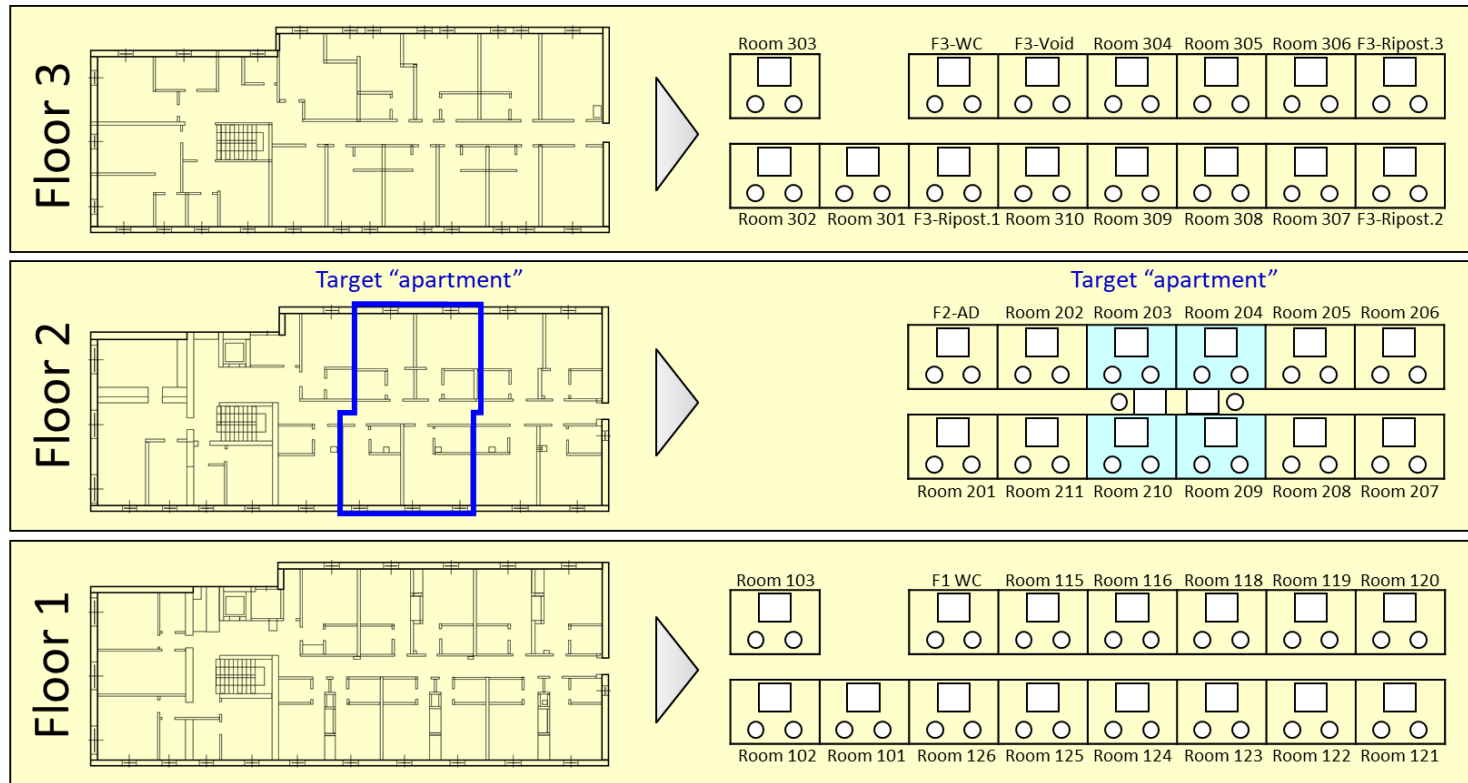 Floor 3
Room 303
F3-WC
F3-Void
Room 304
Room 305
Room 306
F3-Ripost.3
Room 302
Room 301
F3-Ripost.1
Room 310
Room 309
Room 308
Room 307
F3-Ripost.2
Floor 2
Target “apartment”
Target “apartment”
F2-AD
Room 202
Room 203
Room 204
Room 205
Room 206
Room 201
Room 211
Room 210
Room 209
Room 208
Room 207
Floor 1
Room 103
F1 WC
Room 115
Room 116
Room 118
Room 119
Room 120
Room 102
Room 101
Room 126
Room 125
Room 124
Room 123
Room 122
Room 121